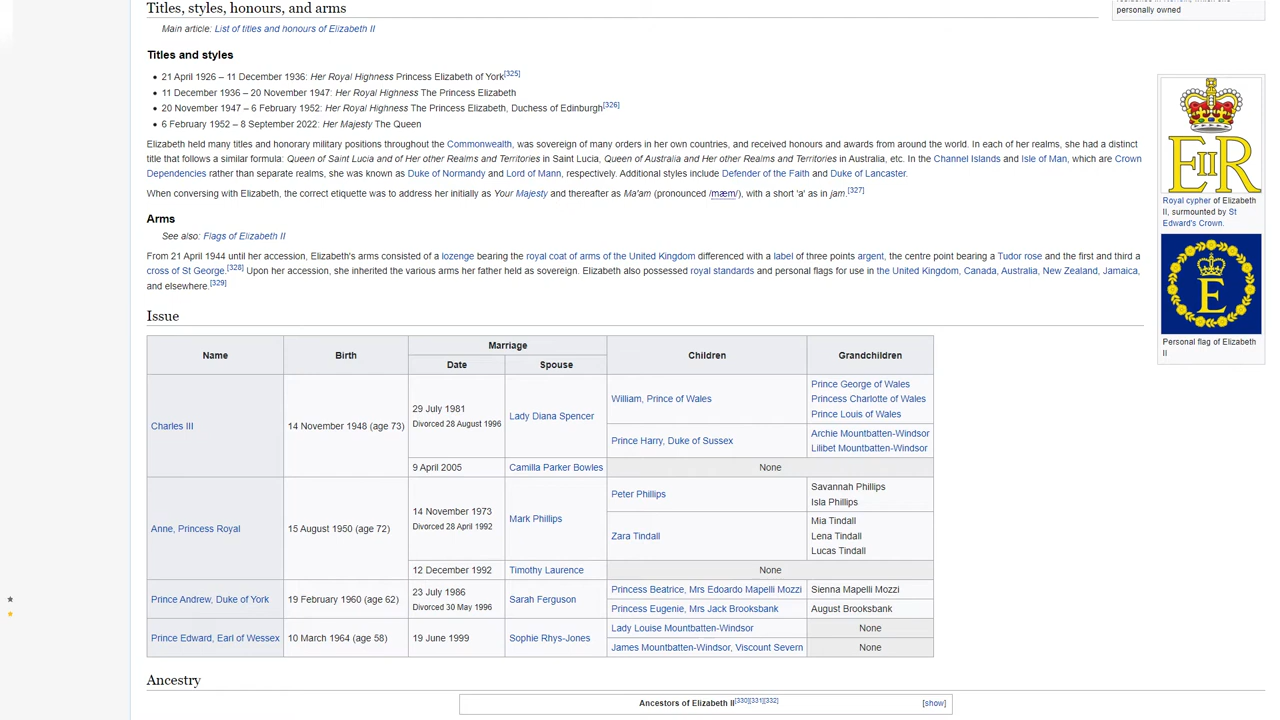 Titles, styles, honours, and arms
personally owned
Main article: List of titles and honours of Elizabeth II
Titles and styles
• 21 April 1926 – 11 December 1936: Her Royal Highness Princess Elizabeth of York[325]
• 11 December 1936 – 20 November 1947: Her Royal Highness The Princess Elizabeth
• 20 November 1947 – 6 February 1952: Her Royal Highness The Princess Elizabeth, Duchess of Edinburgh[326]
• 6 February 1952 – 8 September 2022: Her Majesty The Queen
Elizabeth held many titles and honorary military positions throughout the Commonwealth, was sovereign of many orders in her own countries, and received honours and awards from around the world. In each of her realms, she had a distinct
title that follows a similar formula: Queen of Saint Lucia and of Her other Realms and Territories in Saint Lucia, Queen of Australia and Her other Realms and Territories in Australia, etc. In the Channel Islands and Isle of Man, which are Crown
Dependencies rather than separate realms, she was known as Duke of Normandy and Lord of Mann, respectively. Additional styles include Defender of the Faith and Duke of Lancaster.
When conversing with Elizabeth, the correct etiquette was to address her initially as Your Majesty and thereafter as Ma'am (pronounced /mæm/), with a short 'a' as in jam.[327]
EIIR
Royal cypher of Elizabeth
II, surmounted by St
Edward's Crown.
E
Personal flag of Elizabeth
II
Arms
See also: Flags of Elizabeth II
From 21 April 1944 until her accession, Elizabeth's arms consisted of a lozenge bearing the royal coat of arms of the United Kingdom differenced with a label of three points argent, the centre point bearing a Tudor rose and the first and third a
cross of St George.[328] Upon her accession, she inherited the various arms her father held as sovereign. Elizabeth also possessed royal standards and personal flags for use in the United Kingdom, Canada, Australia, New Zealand, Jamaica,
and elsewhere.[329]
Issue
Name Birth Marriage Children Grandchildren
Date Spouse
Charles III 14 November 1948 (age 73) 29 July 1981 Divorced 28 August 1996 Lady Diana Spencer William, Prince of Wales Prince George of Wales
Princess Charlotte of Wales
Prince Louis of Wales
Prince Harry, Duke of Sussex Archie Mountbatten-Windsor
Lilibet Mountbatten-Windsor
9 April 2005 Camilla Parker Bowles None
Anne, Princess Royal 15 August 1950 (age 72) 14 November 1973 Divorced 28 April 1992 Mark Phillips Peter Phillips Savannah Phillips
Isla Phillips
Zara Tindall Mia Tindall
Lena Tindall
Lucas Tindall
12 December 1992 Timothy Laurence None
Prince Andrew, Duke of York 19 February 1960 (age 62) 23 July 1986 Divorced 30 May 1996 Sarah Ferguson Princess Beatrice, Mrs Edoardo Mapelli Mozzi Sienna Mapelli Mozzi
Princess Eugenie, Mrs Jack Brooksbank August Brooksbank
Prince Edward, Earl of Wessex 10 March 1964 (age 58) 19 June 1999 Sophie Rhys-Jones Lady Louise Mountbatten-Windsor None
James Mountbatten-Windsor, Viscount Severn None
Ancestry
Ancestors of Elizabeth II[330][331][332] [show]